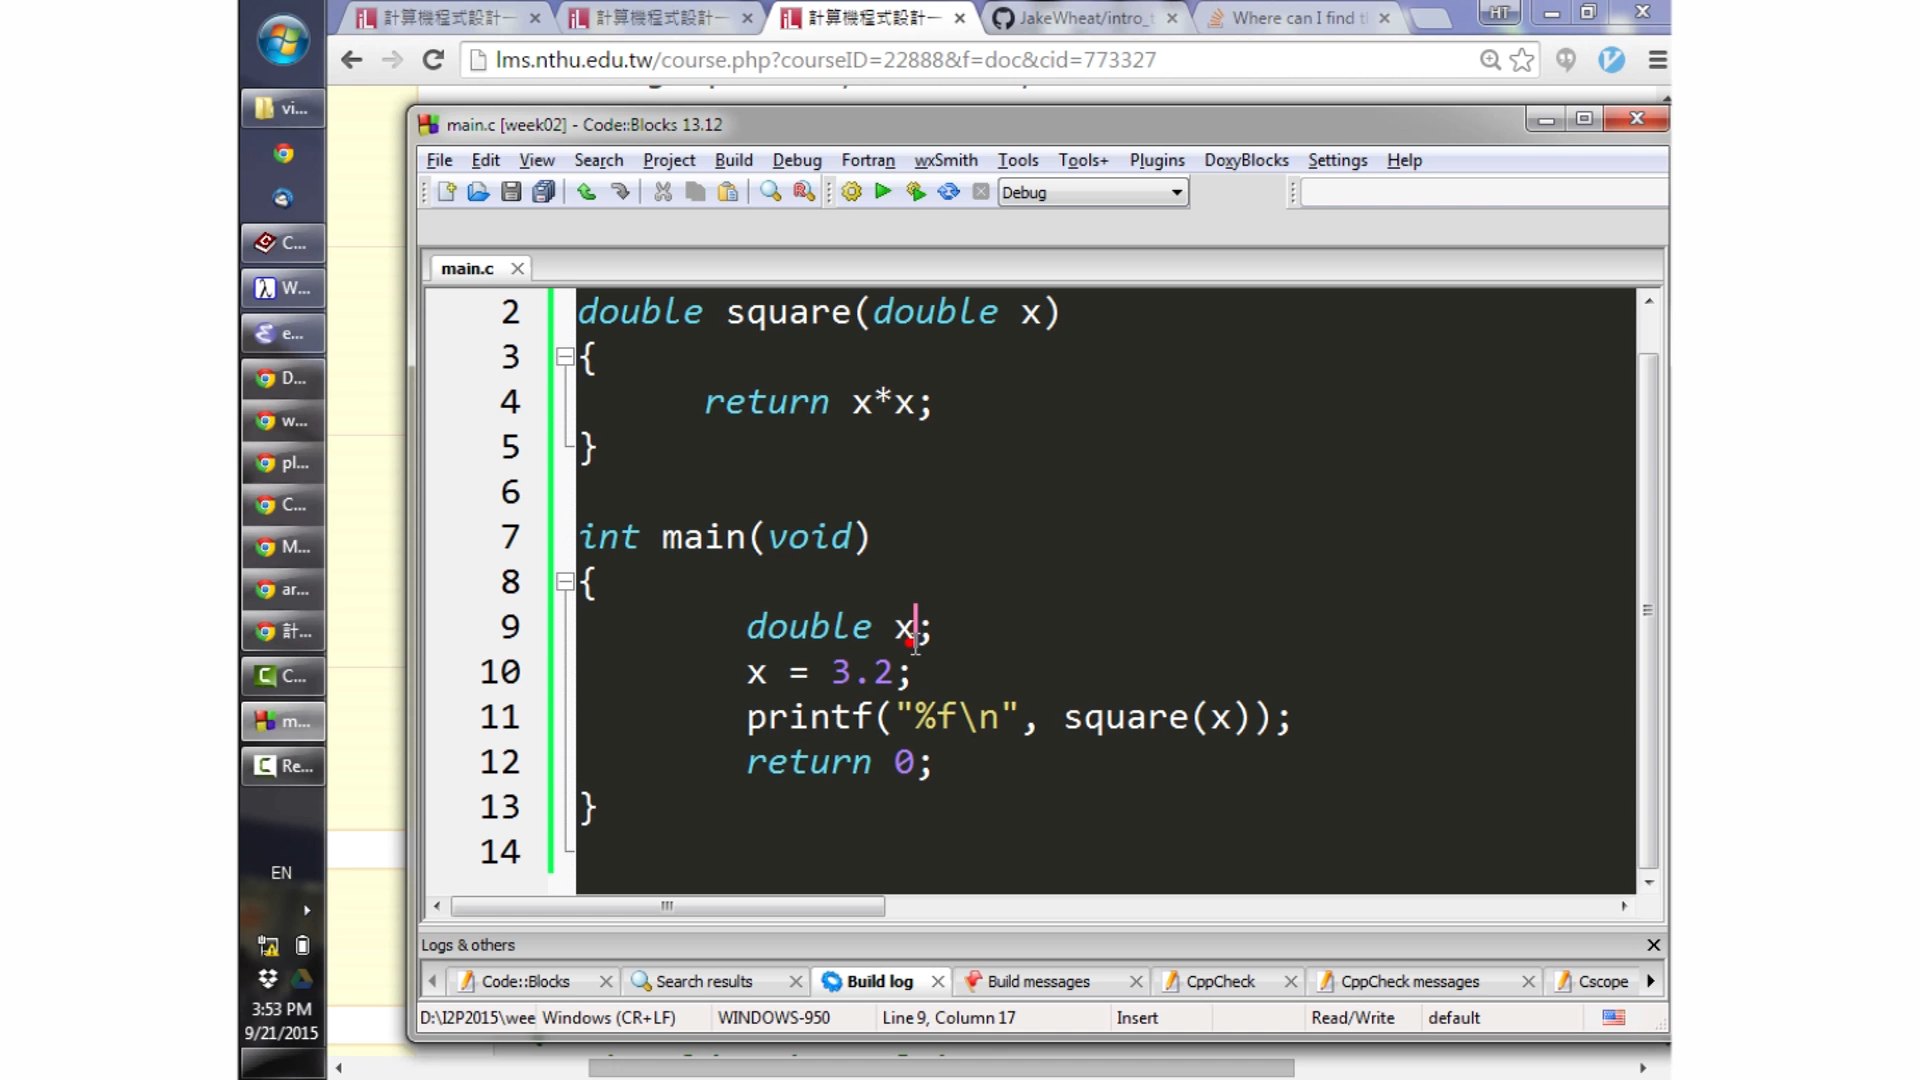 計算機程式設計一
計算機程式設計一
計算機程式設計一
JakeWheat/intro_
Where can I find t
HT
lms.nthu.edu.tw/course.php?courseID=22888&f=doc&cid=773327
vi...
C...
W...
e...
D...
w...
pl...
C...
M...
ar...
計...
C...
m...
Re...
EN
3:53 PM
9/21/2015
main.c [week02] - Code::Blocks 13.12
File Edit View Search Project Build Debug Fortran wxSmith Tools Tools+ Plugins DoxyBlocks Settings Help
Debug
main.c
2 double square(double x)
3 {
4 return x*x;
5 }
6
7 int main(void)
8 {
9 double x;
10 x = 3.2;
11 printf("%f\n", square(x));
12 return 0;
13 }
14
Logs & others
Code::Blocks Search results Build log Build messages CppCheck CppCheck messages Cscope
D:\I2P2015\wee Windows (CR+LF) WINDOWS-950 Line 9, Column 17 Insert Read/Write default